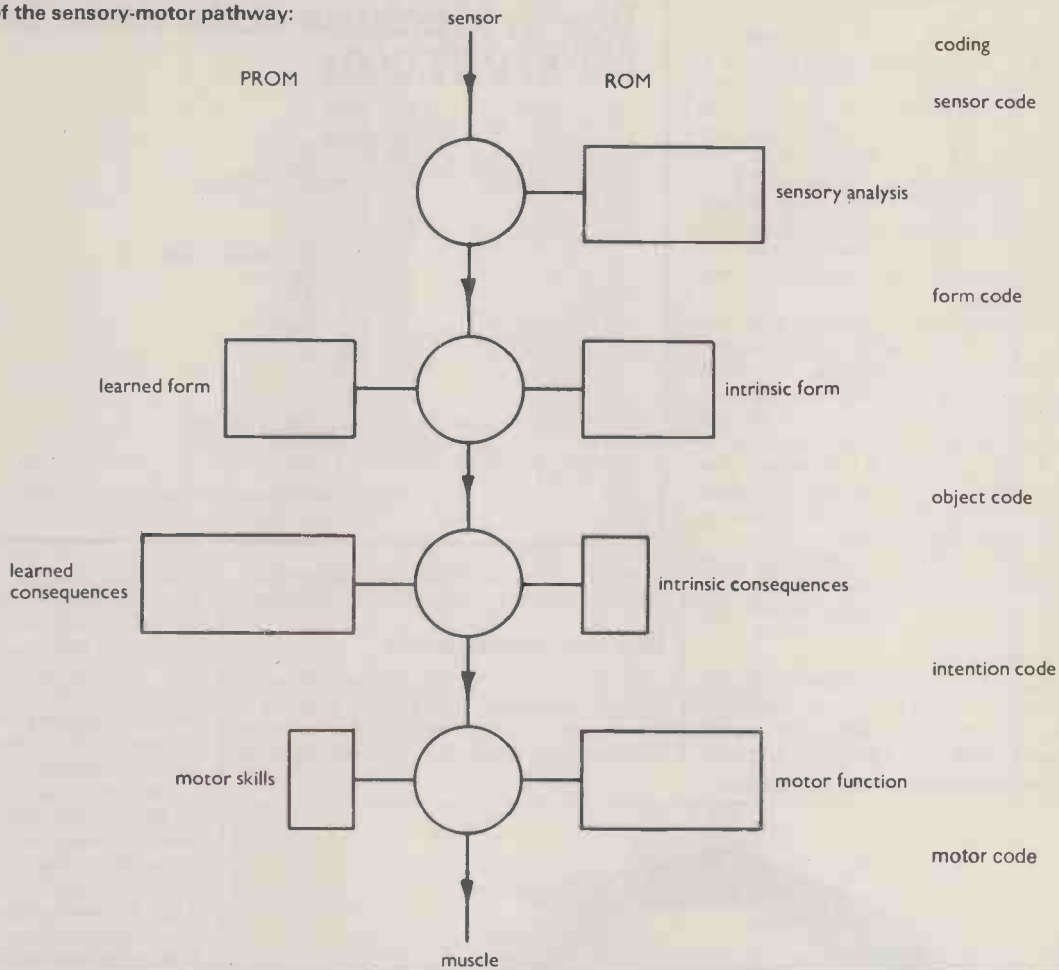 of the sensory-motor pathway:
sensor
coding
PROM
ROM
sensor code
sensory analysis
form code
learned form
intrinsic form
object code
learned
consequences
intrinsic consequences
intention code
motor skills
motor function
motor code
muscle